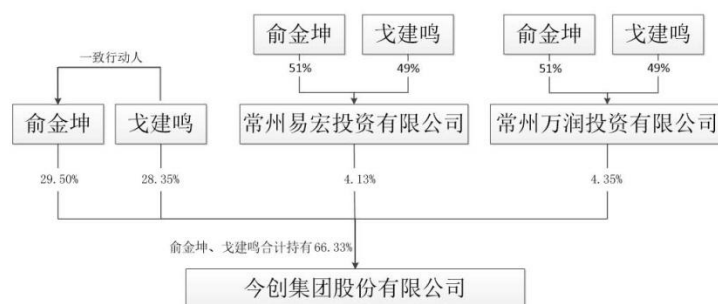 俞金坤
戈建鸣
俞金坤
戈建鸣
51%
49%
51%
49%
一致行动人
俞金坤
戈建鸣
常州易宏投资有限公司
常州万润投资有限公司
29.50%
28.35%
4.13%
4.35%
俞金坤、戈建鸣合计持有66.33%
今创集团股份有限公司